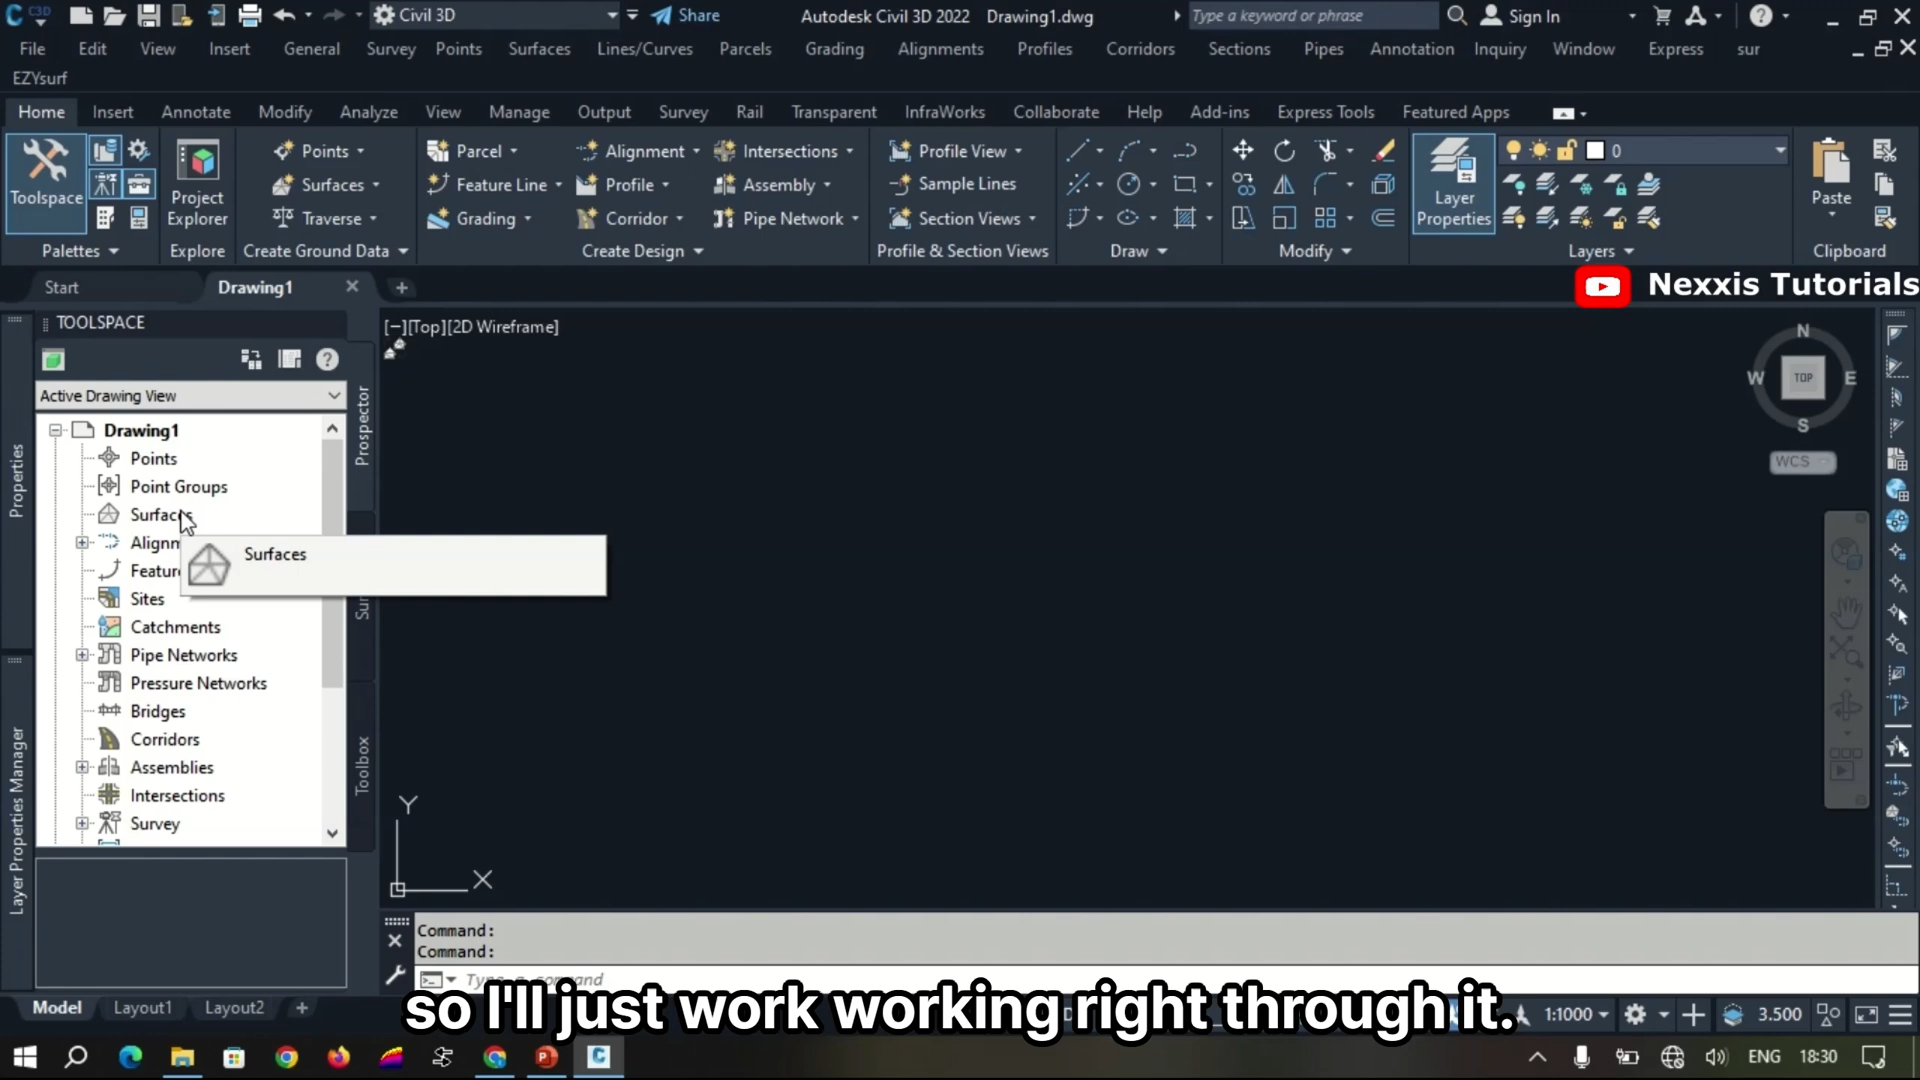 C3D Civil 3D Share Autodesk Civil 3D 2022 Drawing1.dwg Type a keyword or phrase Sign In
File Edit View Insert General Survey Points Surfaces Lines/Curves Parcels Grading Alignments Profiles Corridors Sections Pipes Annotation Inquiry Window Express sur
EZYsurf
Home Insert Annotate Modify Analyze View Manage Output Survey Rail Transparent InfraWorks Collaborate Help Add-ins Express Tools Featured Apps
Points Parcel Alignment Intersections Profile View 0
Toolspace Project Explorer Surfaces Feature Line Profile Assembly Sample Lines Layer Properties Paste
Traverse Grading Corridor Pipe Network Section Views
Palettes Explore Create Ground Data Create Design Profile & Section Views Draw Modify Layers Clipboard
Start Drawing1 Nexxis Tutorials
TOOLSPACE [−][Top][2D Wireframe]
N
W TOP E
S
WCS
Active Drawing View
Drawing1
Points
Point Groups
Surfaces
Alignm
Surfaces
Feature
Sites
Catchments
Pipe Networks
Pressure Networks
Bridges
Corridors
Assemblies
Intersections
Survey
Properties
Layer Properties Manager
Prospector
Su
Toolbox
Y
X
Command:
Command:
Type a command
so I'll just work working right through it.
Model Layout1 Layout2 1:1000 3.500
ENG 18:30